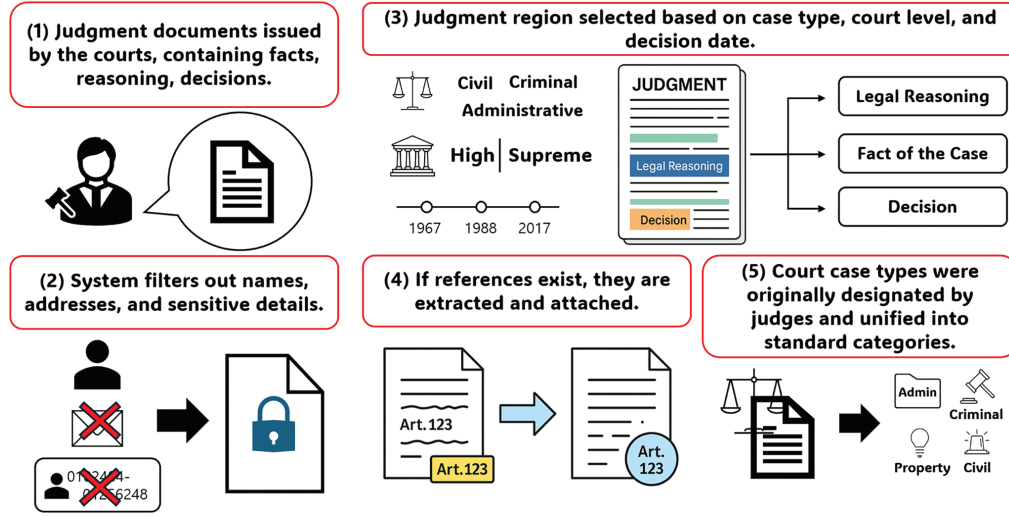 (1) Judgment documents issued
by the courts, containing facts,
reasoning, decisions.
(2) System filters out names,
addresses, and sensitive details.
(3) Judgment region selected based on case type, court level, and
decision date.
Civil Criminal
Administrative
High Supreme
1967 1988 2017
JUDGMENT
Legal Reasoning
Decision
Legal Reasoning
Fact of the Case
Decision
(4) If references exist, they are
extracted and attached.
Art.123
Art.123
Art.
123
(5) Court case types were
originally designated by
judges and unified into
standard categories.
Admin
Criminal
Property Civil